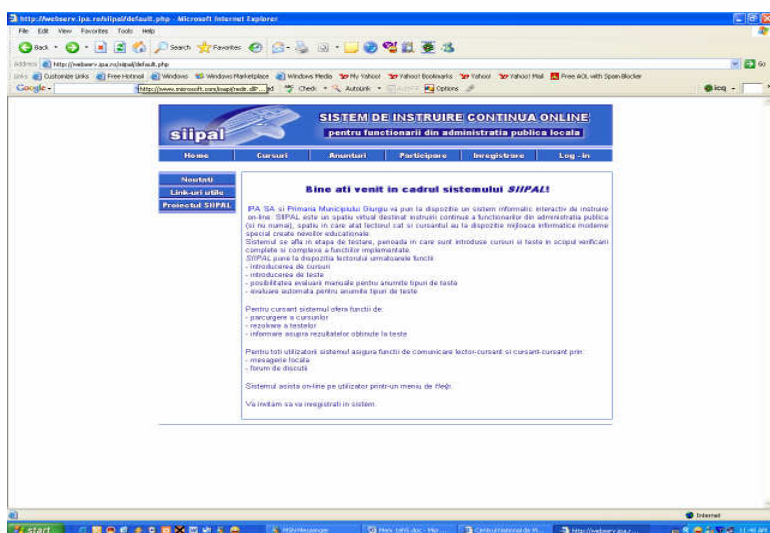 http://webserv.ipa.ro/siipal/default.php - Microsoft Internet Explorer
File Edit View Favorites Tools Help
Back Search Favorites
Address http://webserv.ipa.ro/siipal/default.php Go
Links Customize Links Free Hotmail Windows Windows Marketplace Windows Media My Yahoo! Yahoo! Bookmarks Yahoo! Yahoo! Mail Free AOL with Spam Blocker
Google Check AutoLink Options icq
siipal
SISTEM DE INSTRUIRE CONTINUA ONLINE
pentru functionarii din administratia publica locala
Home Cursuri Anunturi Participare Inregistrare Log - in
Noutati
Link-uri utile
Proiectul SIIPAL
Bine ati venit in cadrul sistemului SIIPAL!
IPA SA si Primaria Municipiului Giurgiu va pun la dispozitie un sistem informatic interactiv de instruire
on-line. SIIPAL este un spatiu virtual destinat instruirii continue a functionarilor din administratia publica
(si nu numai), spatiu in care atat lectorul cat si cursantul au la dispozitie mijloace informatice moderne
special create nevoilor educationale.
Sistemul se afla in etapa de testare, perioada in care sunt introduse cursuri si teste in scopul verificarii
complete si complexe a functiilor implementate.
SIIPAL pune la dispozitia lectorului urmatoarele functii:
- introducerea de cursuri
- introducerea de teste
- posibilitatea evaluarii manuale pentru anumite tipuri de teste
- evaluare automata pentru anumite tipuri de teste
Pentru cursant sistemul ofera functii de:
- parcurgere a cursurilor
- rezolvare a testelor
- informare asupra rezultatelor obtinute la teste
Pentru toti utilizatorii sistemul asigura functii de comunicare lector-cursant si cursant-cursant prin:
- mesagerie locala
- forum de discutii
Sistemul asista on-line pe utilizator printr-un meniu de Help.
Va invitam sa va inregistrati in sistem.
Internet
start MSN Messenger Centrul National de M... http://webserv.ipa.r... 11:40 AM